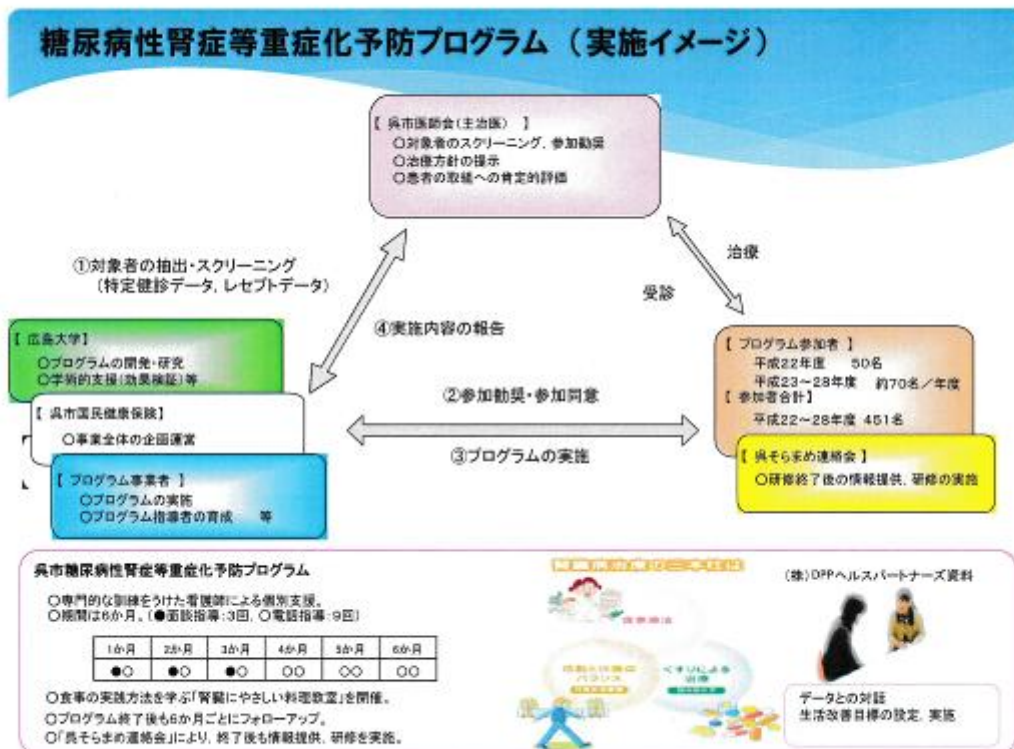 糖尿病性腎症等重症化予防プログラム（実施イメージ）
【 呉市医師会(主治医) 】
○対象者のスクリーニング, 参加勧奨
○治療方針の提示
○患者の取組への肯定的評価
①対象者の抽出・スクリーニング
(特定健診データ, レセプトデータ)
治療
受診
④実施内容の報告
【 広島大学】
○プログラムの開発・研究
○学術的支援(効果検証)等
【 呉市国民健康保険】
○事業全体の企画運営
【 プログラム事業者 】
○プログラムの実施
○プログラム指導者の育成 等
②参加勧奨・参加同意
③プログラムの実施
【 プログラム参加者 】
平成22年度 50名
平成23～28年度 約70名／年度
【 参加者合計 】
平成22～28年度 451名
【 呉そらまめ連絡会 】
○研修終了後の情報提供, 研修の実施
呉市糖尿病性腎症等重症化予防プログラム
○専門的な訓練をうけた看護師による個別支援。
○期間は6か月。(●面談指導:3回, ○電話指導:9回)
1か月 2か月 3か月 4か月 5か月 6か月
●○ ●○ ●○ ○○ ○○ ○○
○食事の実践方法を学ぶ「腎臓にやさしい料理教室」を開催。
○プログラム終了後も6か月ごとにフォローアップ。
○「呉そらまめ連絡会」により, 終了後も情報提供, 研修を実施。
食事療法
バランス
くすりによる
治療
(株)DPPヘルスパートナーズ資料
データとの対話
生活改善目標の設定, 実施